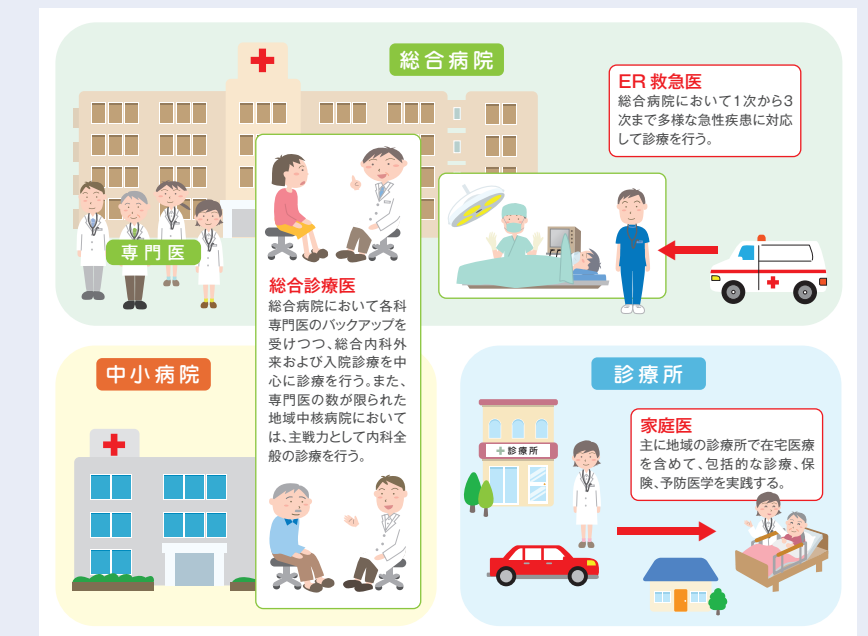 総合病院
ER 救急医
総合病院において1次から3
次まで多様な急性疾患に対応
して診療を行う。
専門医
総合診療医
総合病院において各科
専門医のバックアップを
受けつつ、総合内科外
来および入院診療を中
心に診療を行う。また、
専門医の数が限られた
地域中核病院において
は、主戦力として内科全
般の診療を行う。
中小病院
診療所
診療所
家庭医
主に地域の診療所で在宅医療
を含めて、包括的な診療、保
険、予防医学を実践する。